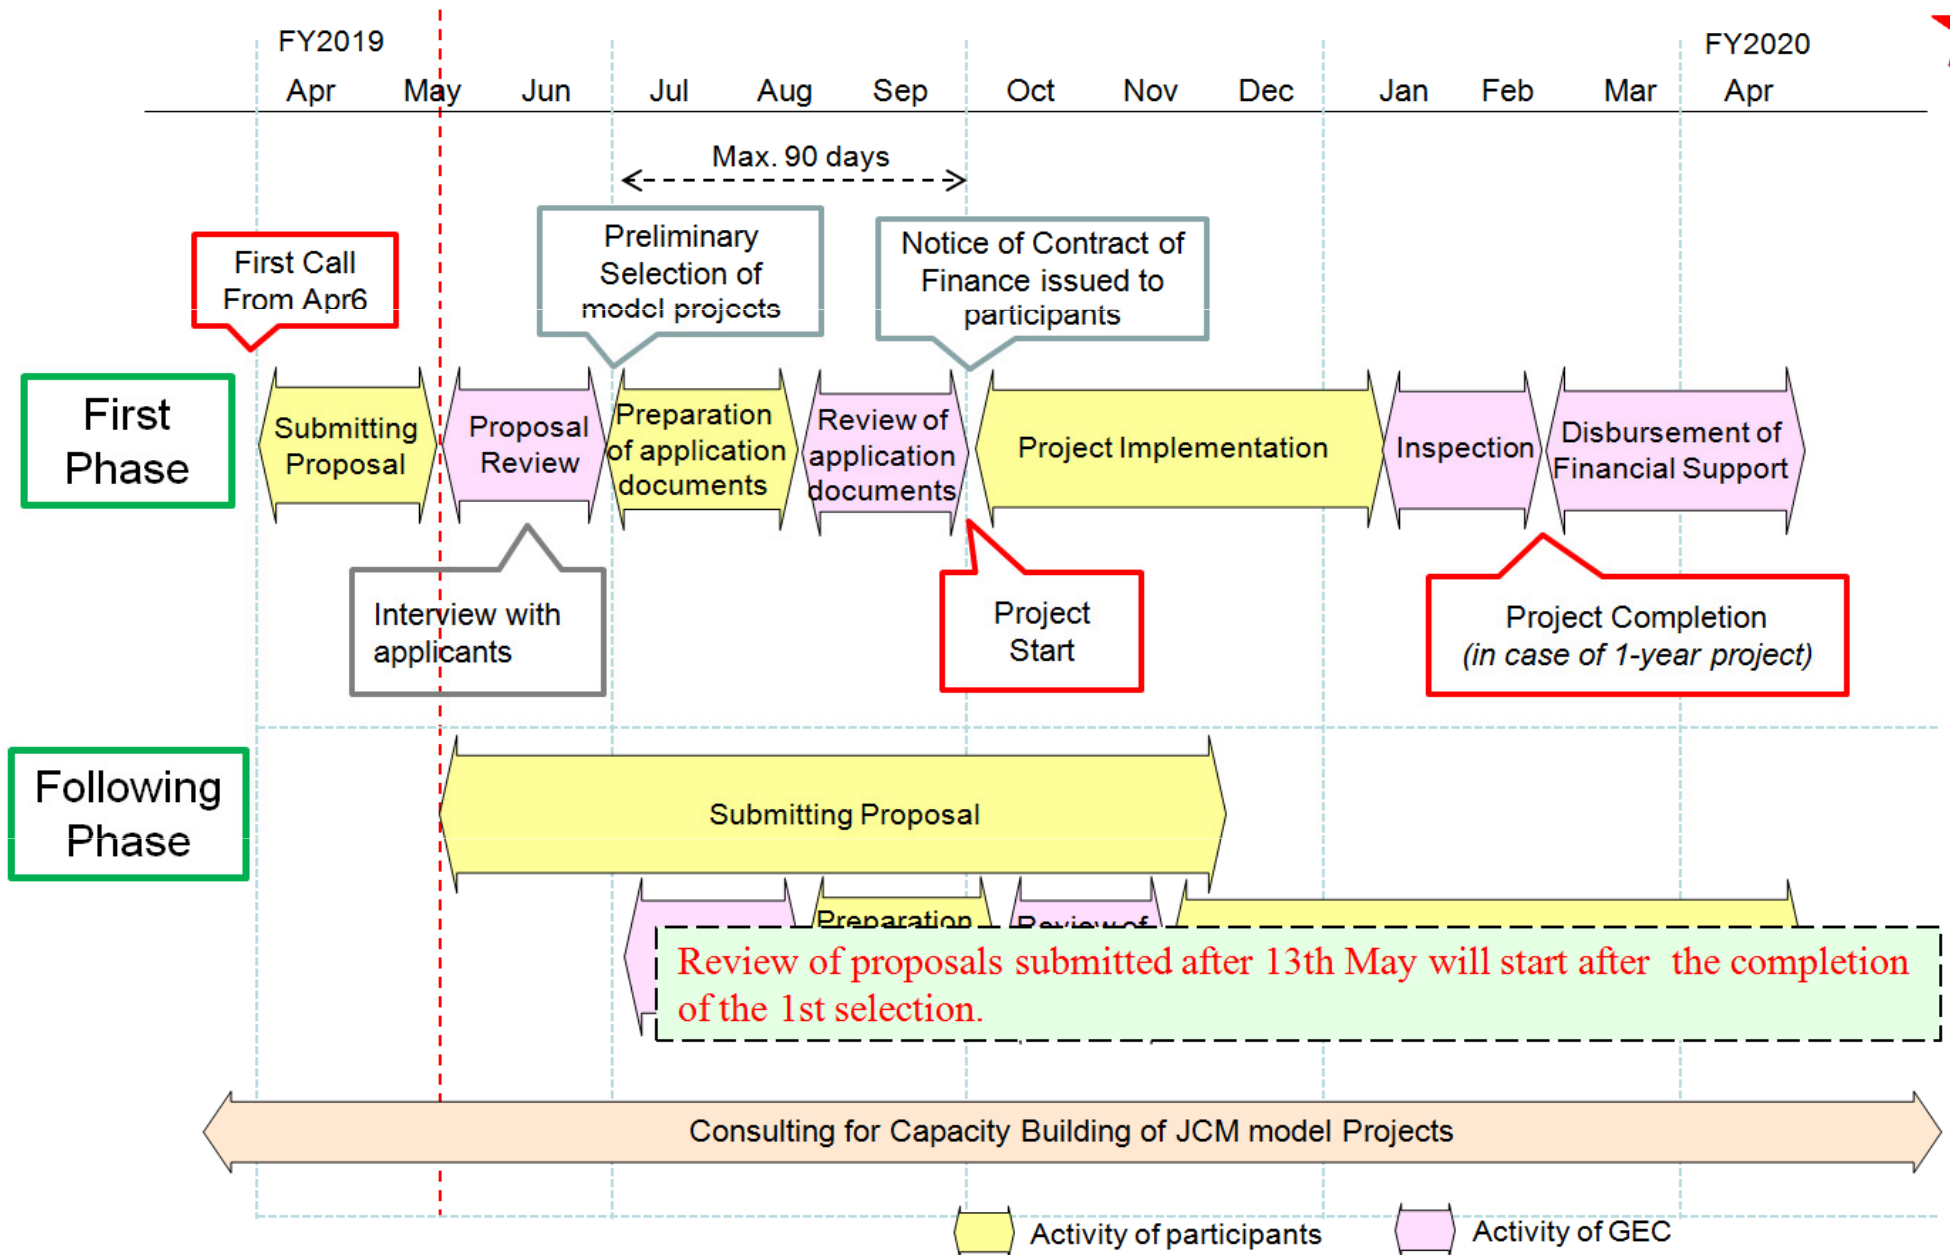 FY2019
FY2020
Apr May Jun Jul Aug Sep Oct Nov Dec Jan Feb Mar Apr
Max. 90 days
First Call
From Apr6
Preliminary
Selection of
model projects
Notice of Contract of
Finance issued to
participants
First
Phase
Submitting
Proposal
Proposal
Review
Preparation
of application
documents
Review of
application
documents
Project Implementation
Inspection
Disbursement of
Financial Support
Interview with
applicants
Project
Start
Project Completion
(in case of 1-year project)
Following
Phase
Submitting Proposal
Preparation
Review of
Review of proposals submitted after 13th May will start after the completion
of the 1st selection.
Consulting for Capacity Building of JCM model Projects
Activity of participants
Activity of GEC